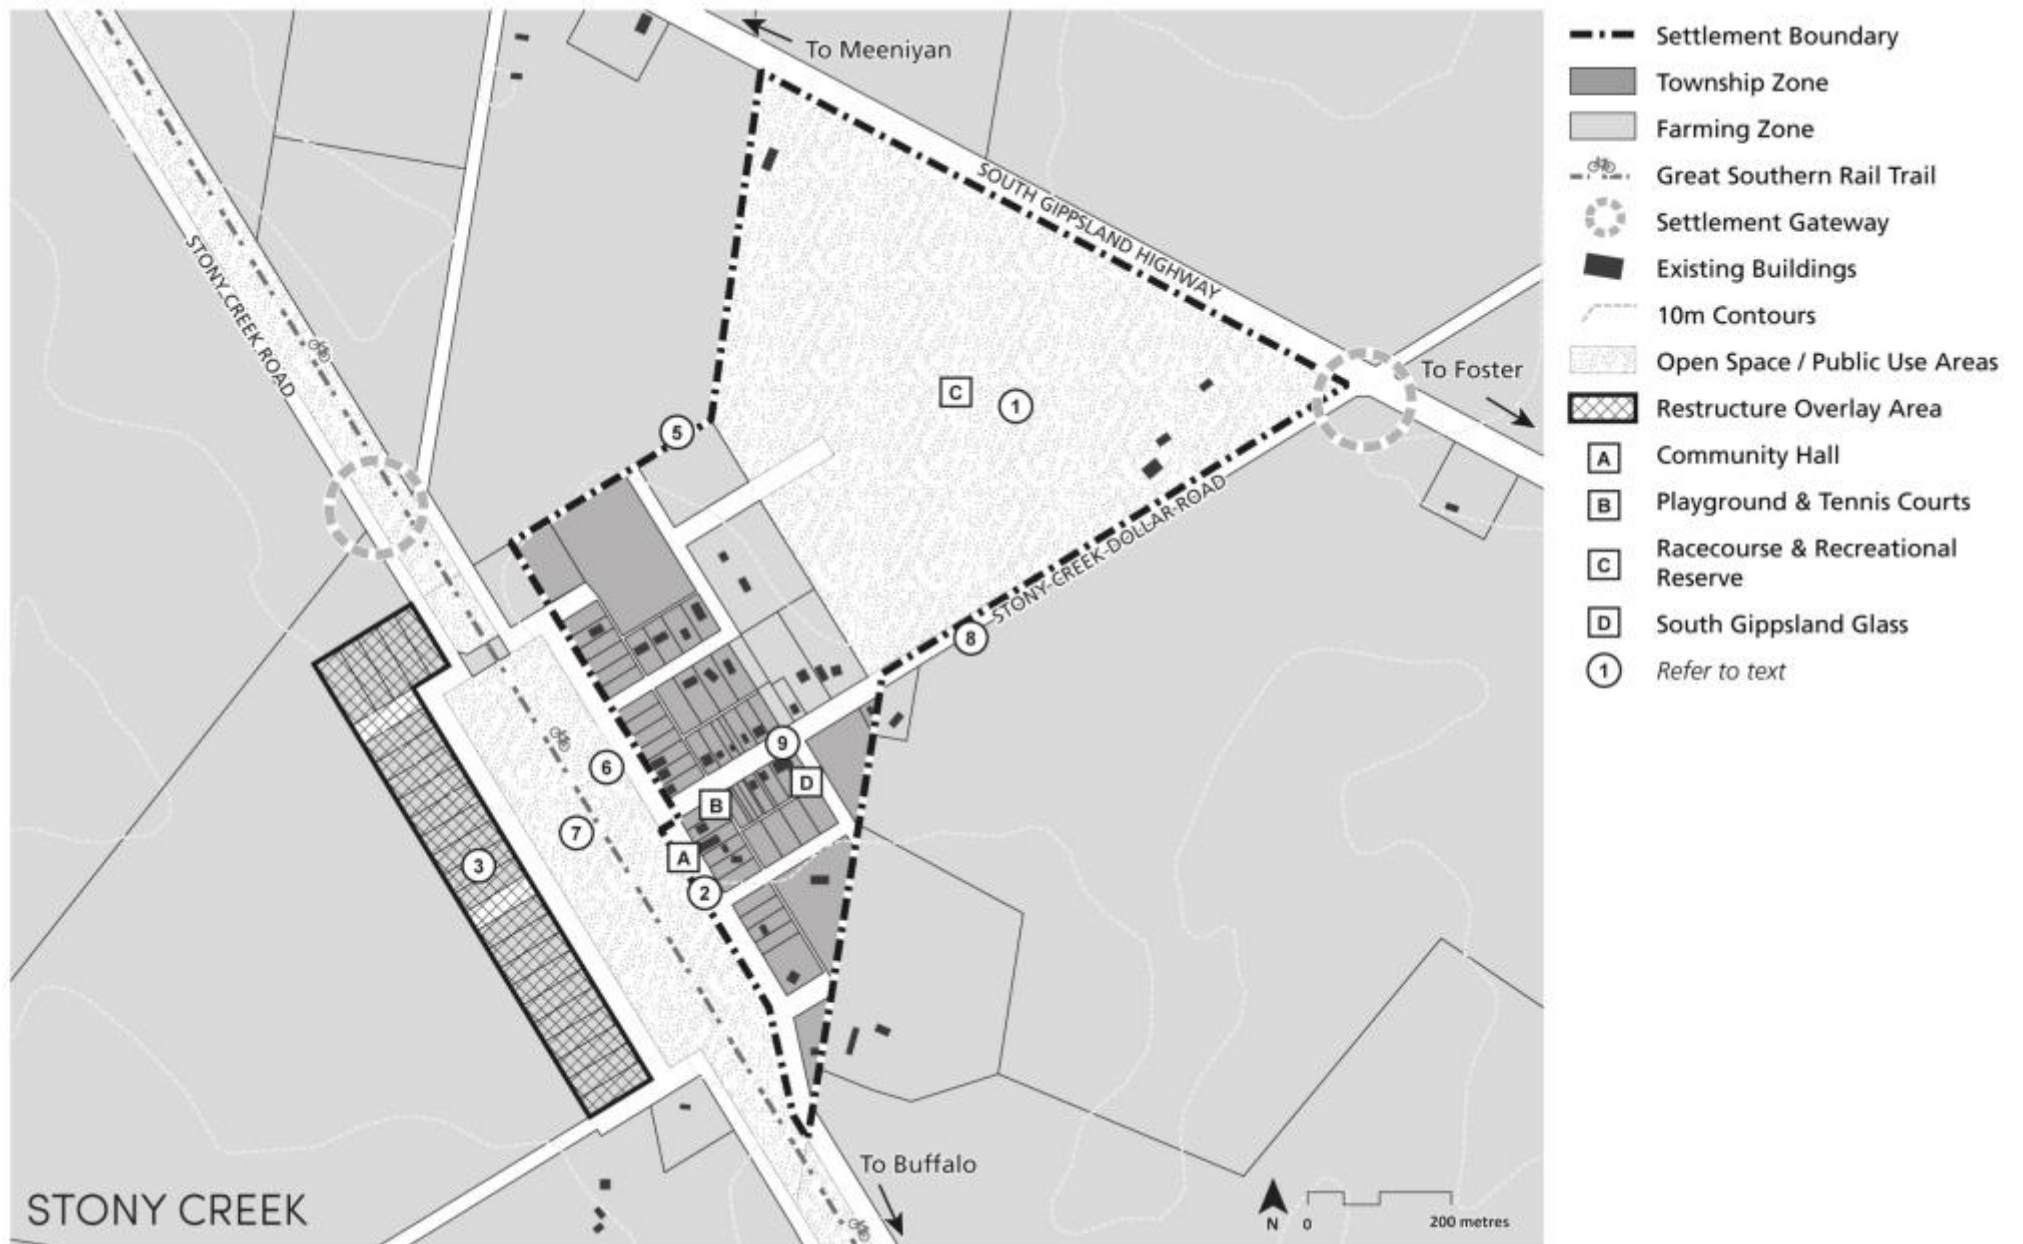 To Meeniyan
SOUTH GIPPSLAND HIGHWAY
STONY CREEK ROAD
To Foster
C
1
5
STONY-CREEK-DOLLAR-ROAD
8
9
6
D
B
7
3
A
2
To Buffalo
STONY CREEK
N
0
200 metres
Settlement Boundary
Township Zone
Farming Zone
Great Southern Rail Trail
Settlement Gateway
Existing Buildings
10m Contours
Open Space / Public Use Areas
Restructure Overlay Area
A Community Hall
B Playground & Tennis Courts
C Racecourse & Recreational
Reserve
D South Gippsland Glass
1 Refer to text